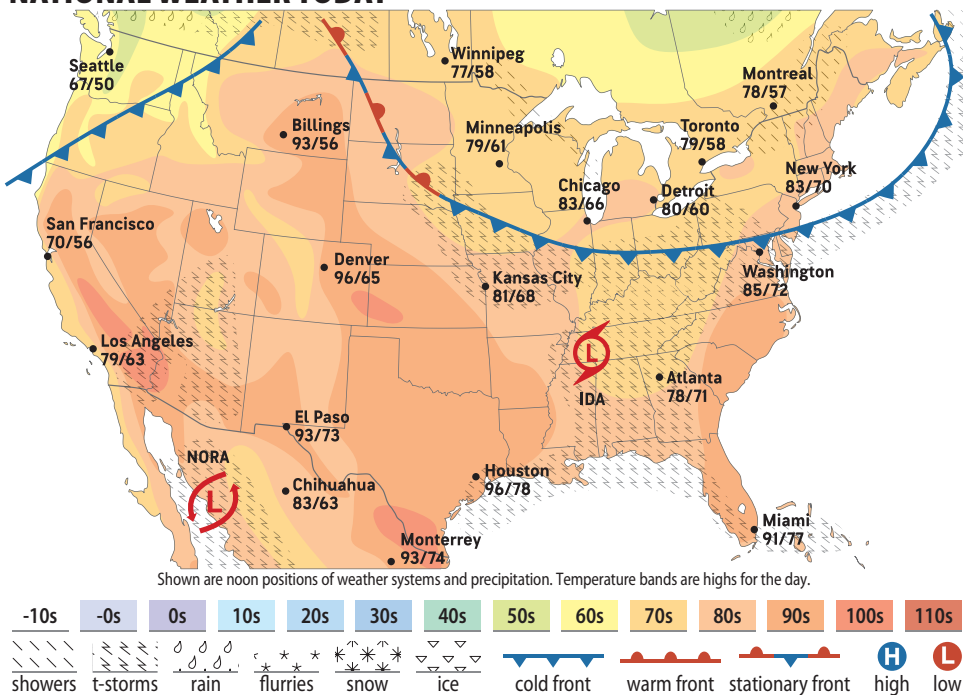 NATIONAL WEATHER TODAY
Seattle
67/50
Winnipeg
77/58
Montreal
78/57
Billings
93/56
Minneapolis
79/61
Toronto
79/58
Chicago
83/66
Detroit
80/60
New York
83/70
San Francisco
70/56
Denver
96/65
Kansas City
81/68
Washington
85/72
Los Angeles
79/63
L
IDA
Atlanta
78/71
El Paso
93/73
NORA
L
Chihuahua
83/63
Houston
96/78
Monterrey
93/74
Miami
91/77
Shown are noon positions of weather systems and precipitation. Temperature bands are highs for the day.
-10s -0s 0s 10s 20s 30s 40s 50s 60s 70s 80s 90s 100s 110s
H L
showers t-storms rain flurries snow ice cold front warm front stationary front high low